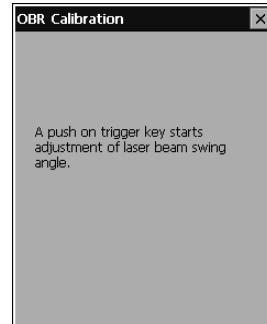 OBR Calibration
A push on trigger key starts
adjustment of laser beam swing
angle.